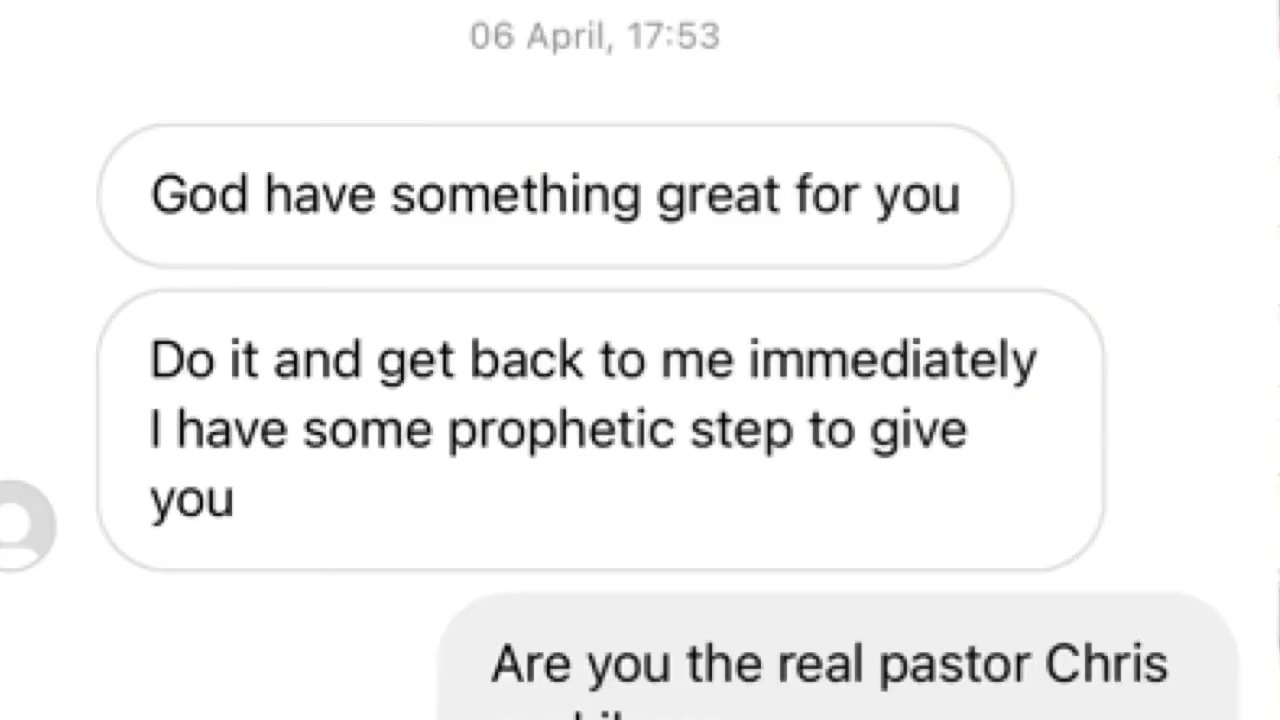 06 April, 17:53
God have something great for you
Do it and get back to me immediately
I have some prophetic step to give
you
Are you the real pastor Chris